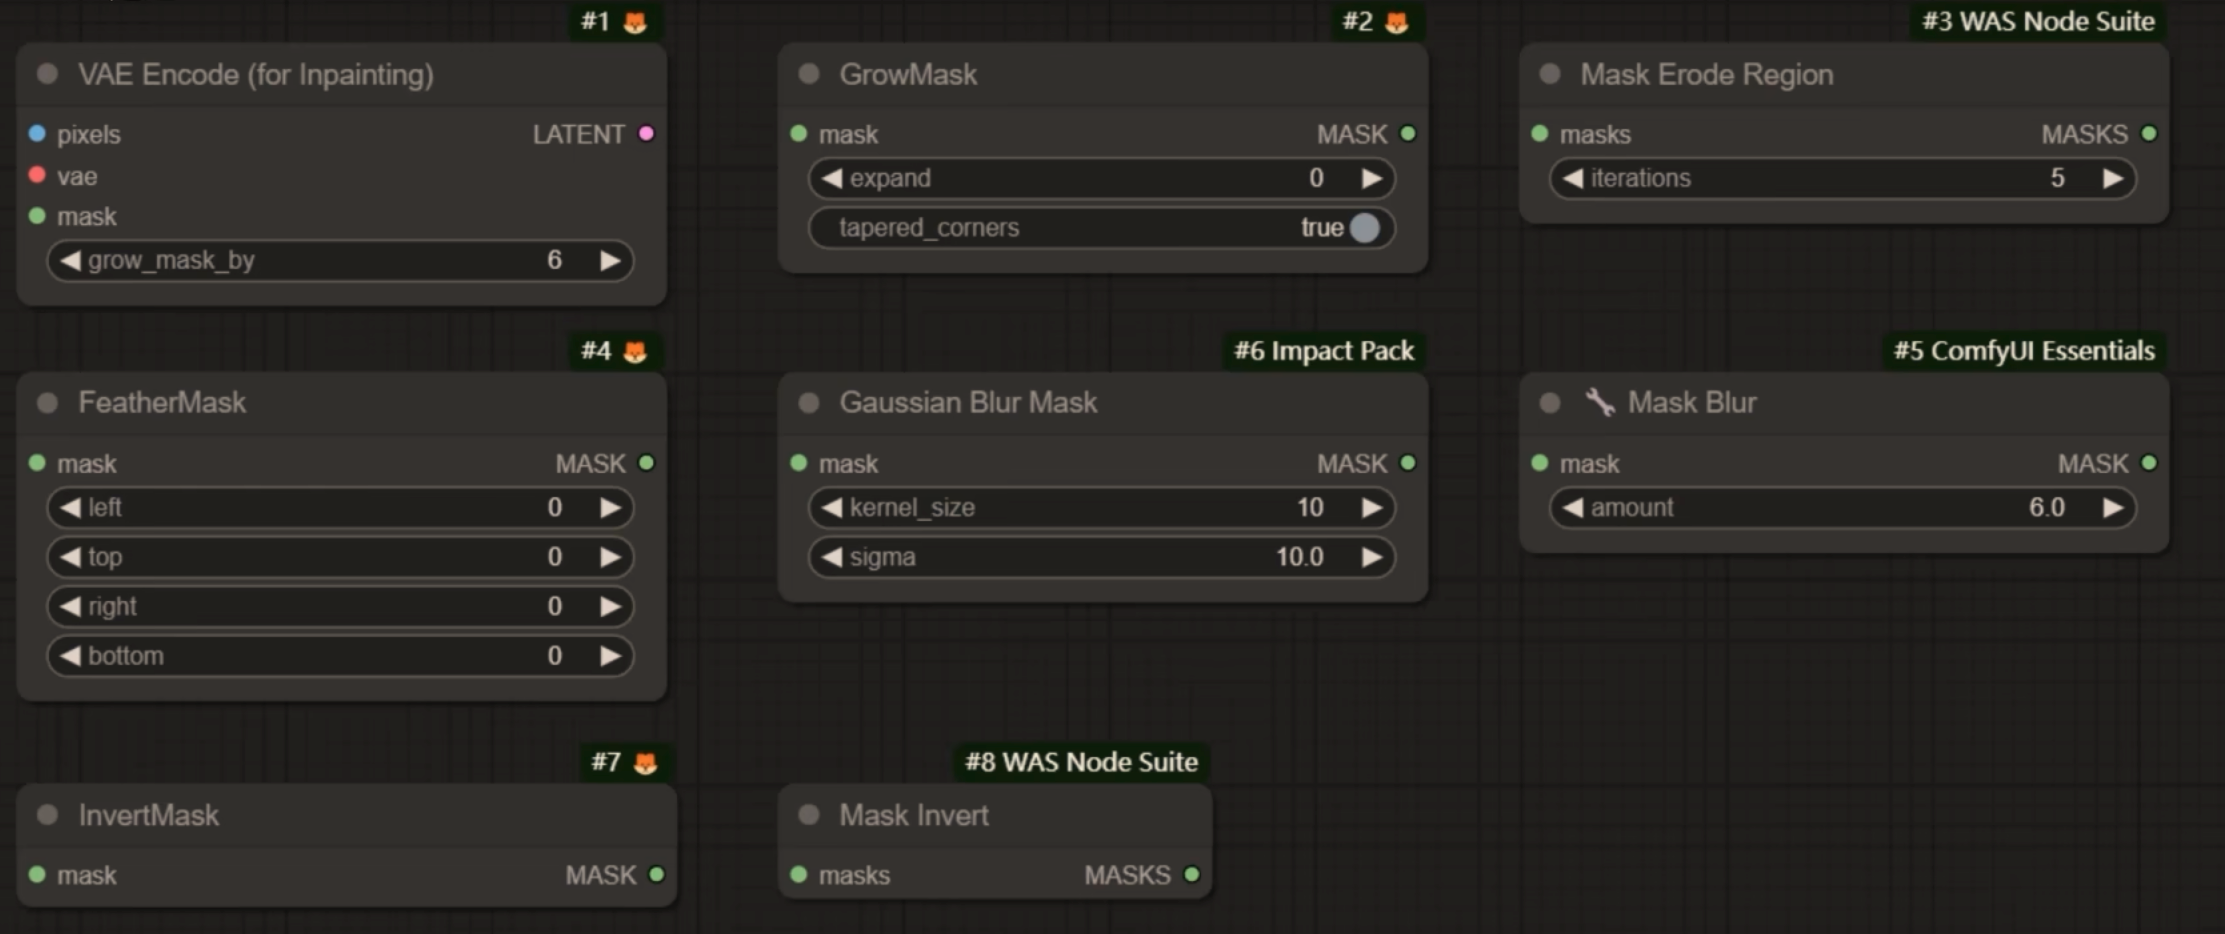 #1 🦊
VAE Encode (for Inpainting)
pixels LATENT
vae
mask
grow_mask_by 6
#2 🦊
GrowMask
mask MASK
expand 0
tapered_corners true
#3 WAS Node Suite
Mask Erode Region
masks MASKS
iterations 5
#4 🦊
FeatherMask
mask MASK
left 0
top 0
right 0
bottom 0
#6 Impact Pack
Gaussian Blur Mask
mask MASK
kernel_size 10
sigma 10.0
#5 ComfyUI Essentials
🔧 Mask Blur
mask MASK
amount 6.0
#7 🦊
InvertMask
mask MASK
#8 WAS Node Suite
Mask Invert
masks MASKS